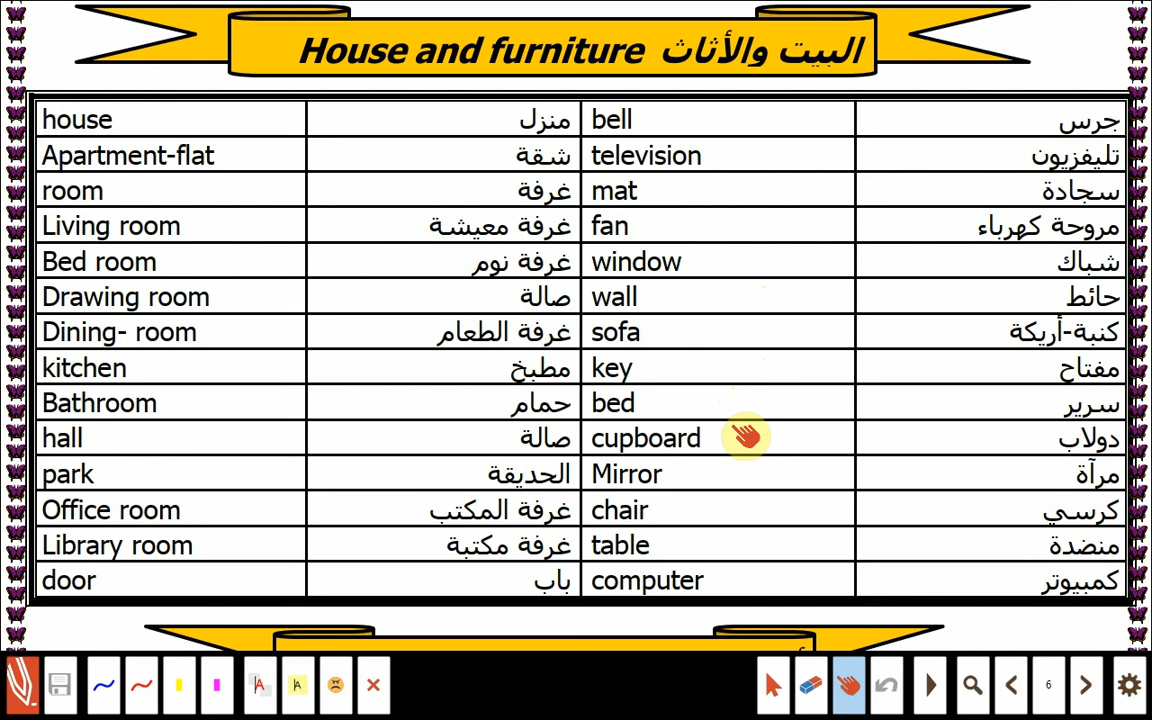 House and furniture البيت والأثاث
house منزل bell جرس
Apartment-flat شقة television تليفزيون
room غرفة mat سجادة
Living room غرفة معيشة fan مروحة كهرباء
Bed room غرفة نوم window شباك
Drawing room صالة wall حائط
Dining- room غرفة الطعام sofa كنبة-أريكة
kitchen مطبخ key مفتاح
Bathroom حمام bed سرير
hall صالة cupboard دولاب
park الحديقة Mirror مرآة
Office room غرفة المكتب chair كرسي
Library room غرفة مكتبة table منضدة
door باب computer كمبيوتر
A A 6